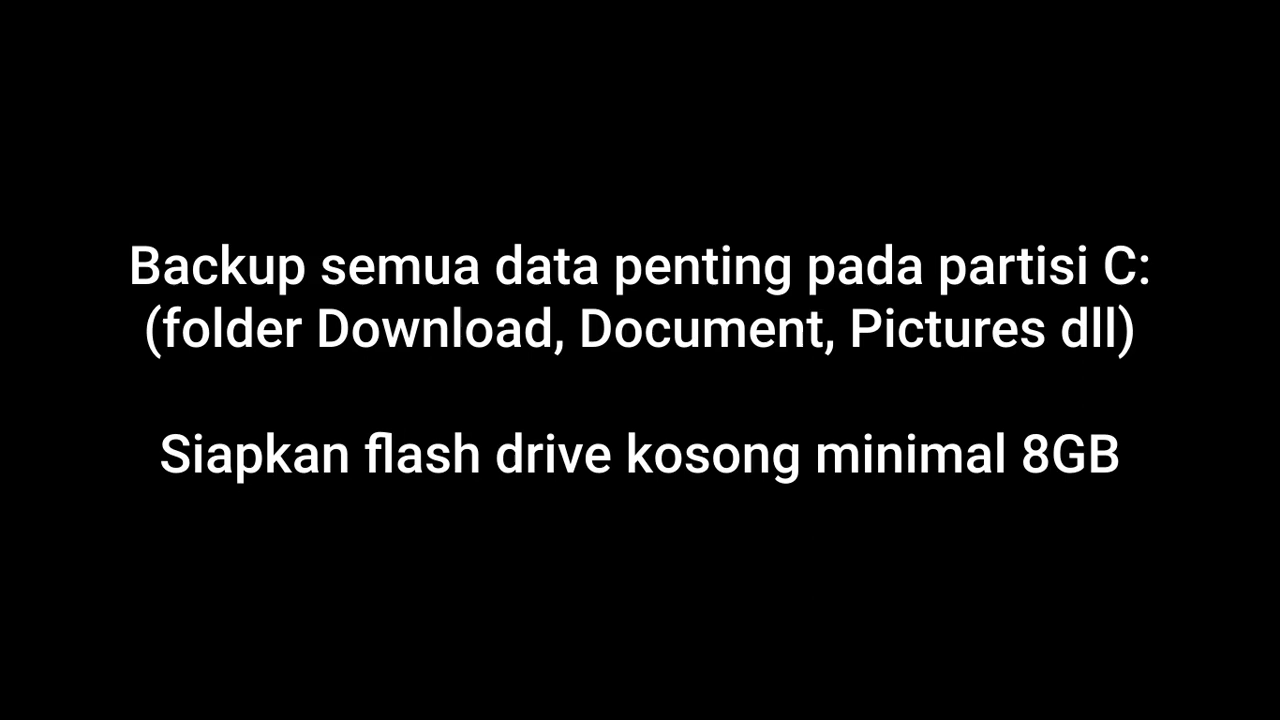 Backup semua data penting pada partisi C:
(folder Download, Document, Pictures dll)
Siapkan flash drive kosong minimal 8GB